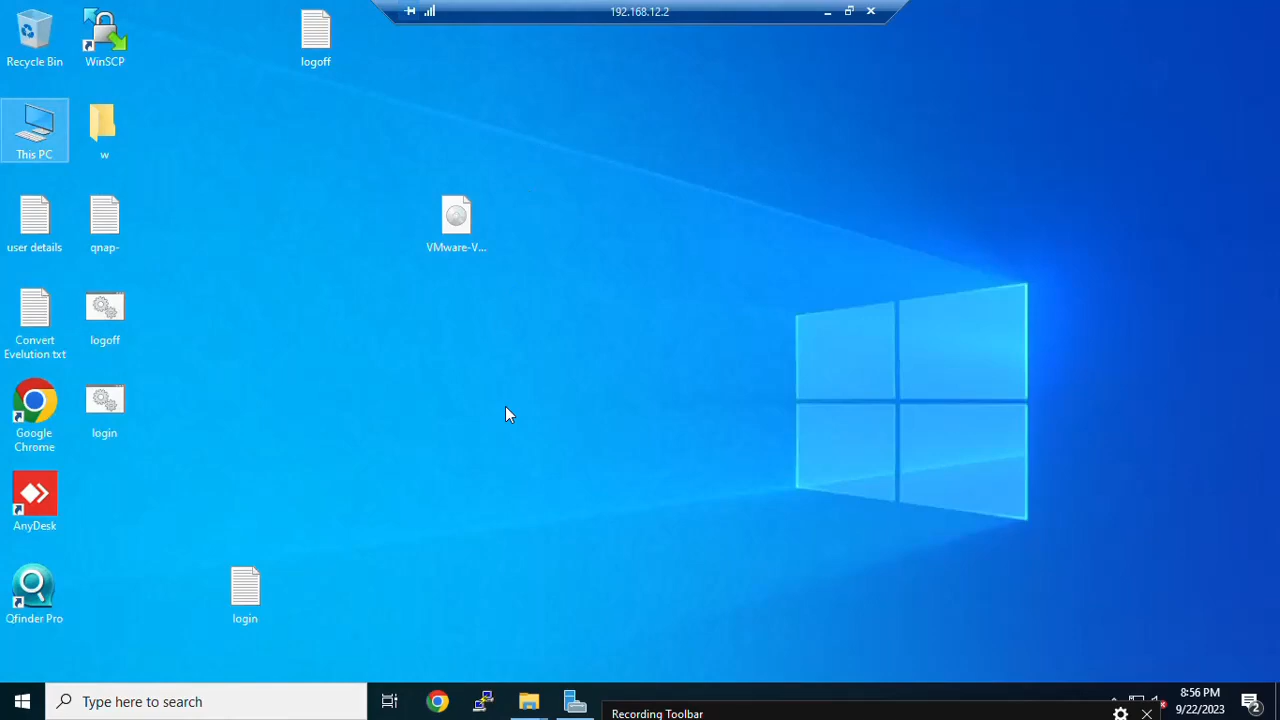 192.168.12.2
Recycle Bin
WinSCP
logoff
This PC
w
user details
qnap-
VMware-V...
Convert
Evelution txt
logoff
Google
Chrome
login
AnyDesk
Qfinder Pro
login
Type here to search
Recording Toolbar
8:56 PM
9/22/2023
2